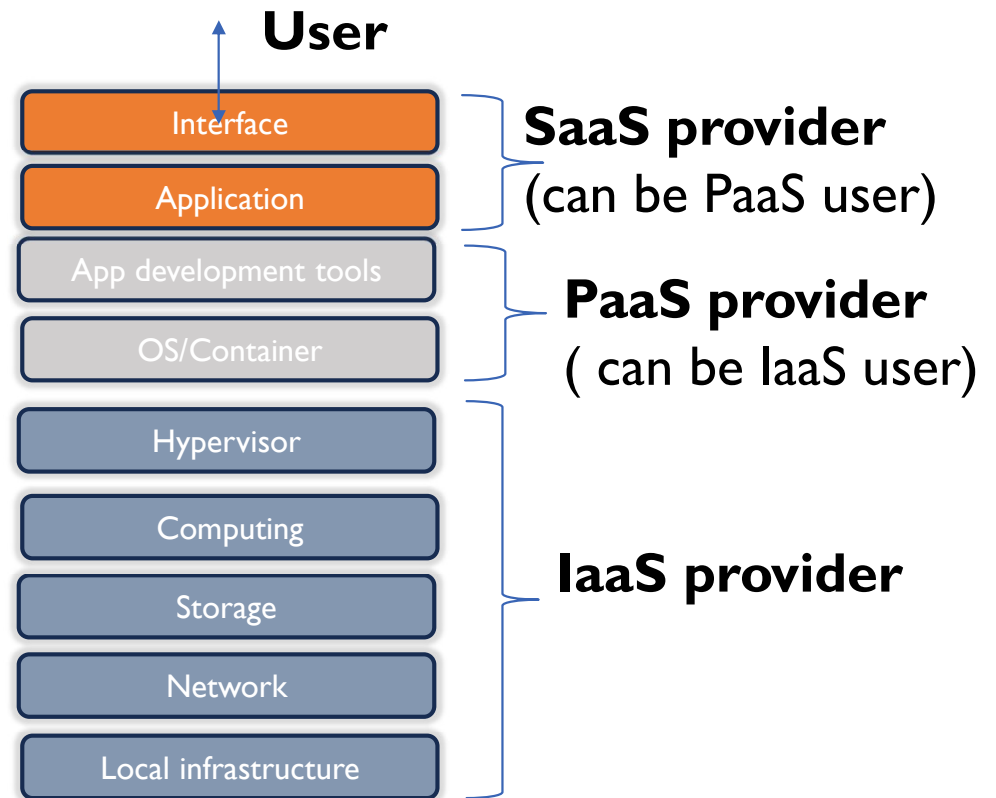 User
Interface
SaaS provider
(can be PaaS user)
Application
App development tools
PaaS provider
( can be IaaS user)
OS/Container
Hypervisor
Computing
IaaS provider
Storage
Network
Local infrastructure